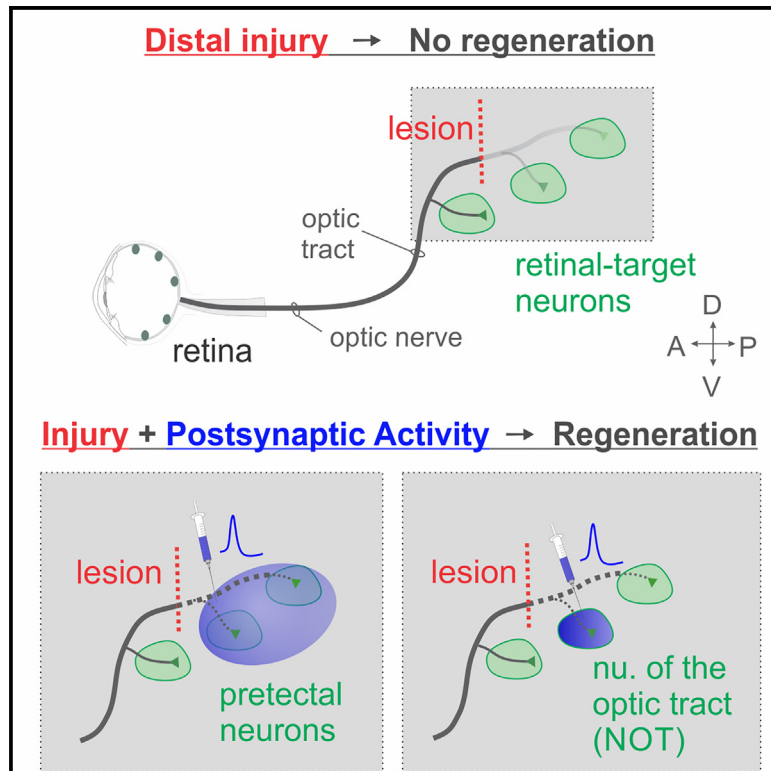 Distal injury → No regeneration
lesion
optic
tract
retinal-target
neurons
optic nerve
retina
D
A P
V
Injury + Postsynaptic Activity → Regeneration
lesion
pretectal
neurons
lesion
nu. of the
optic tract
(NOT)